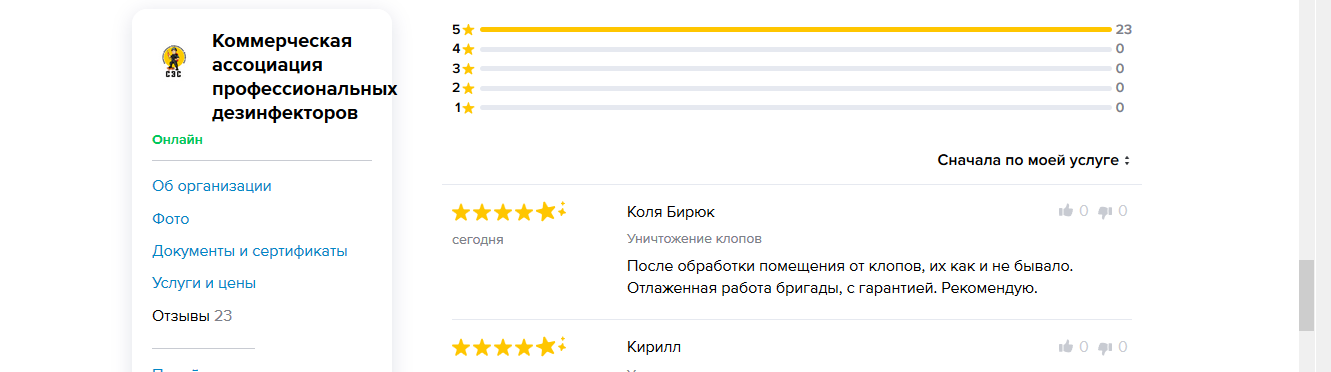 Коммерческая
ассоциация
профессиональных
дезинфекторов
СЭС
Онлайн
Об организации
Фото
Документы и сертификаты
Услуги и цены
Отзывы 23
5 23
4 0
3 0
2 0
1 0
Сначала по моей услуге
Коля Бирюк 0 0
сегодня
Уничтожение клопов
После обработки помещения от клопов, их как и не бывало.
Отлаженная работа бригады, с гарантией. Рекомендую.
Кирилл 0 0